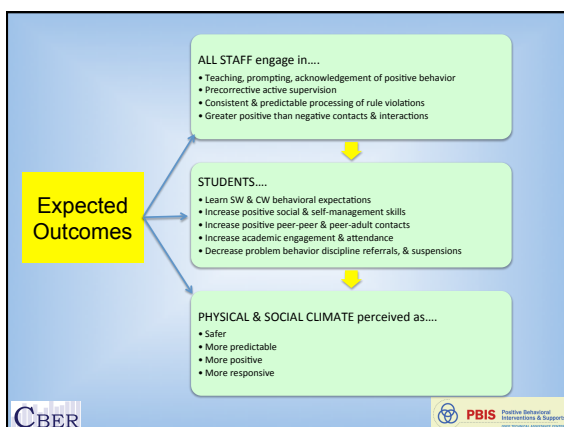 ALL STAFF engage in....
• Teaching, prompting, acknowledgement of positive behavior
• Precorrective active supervision
• Consistent & predictable processing of rule violations
• Greater positive than negative contacts & interactions
Expected
Outcomes
STUDENTS....
• Learn SW & CW behavioral expectations
• Increase positive social & self-management skills
• Increase positive peer-peer & peer-adult contacts
• Increase academic engagement & attendance
• Decrease problem behavior discipline referrals, & suspensions
PHYSICAL & SOCIAL CLIMATE perceived as....
• Safer
• More predictable
• More positive
• More responsive
CBER
PBIS Positive Behavioral
Interventions & Supports